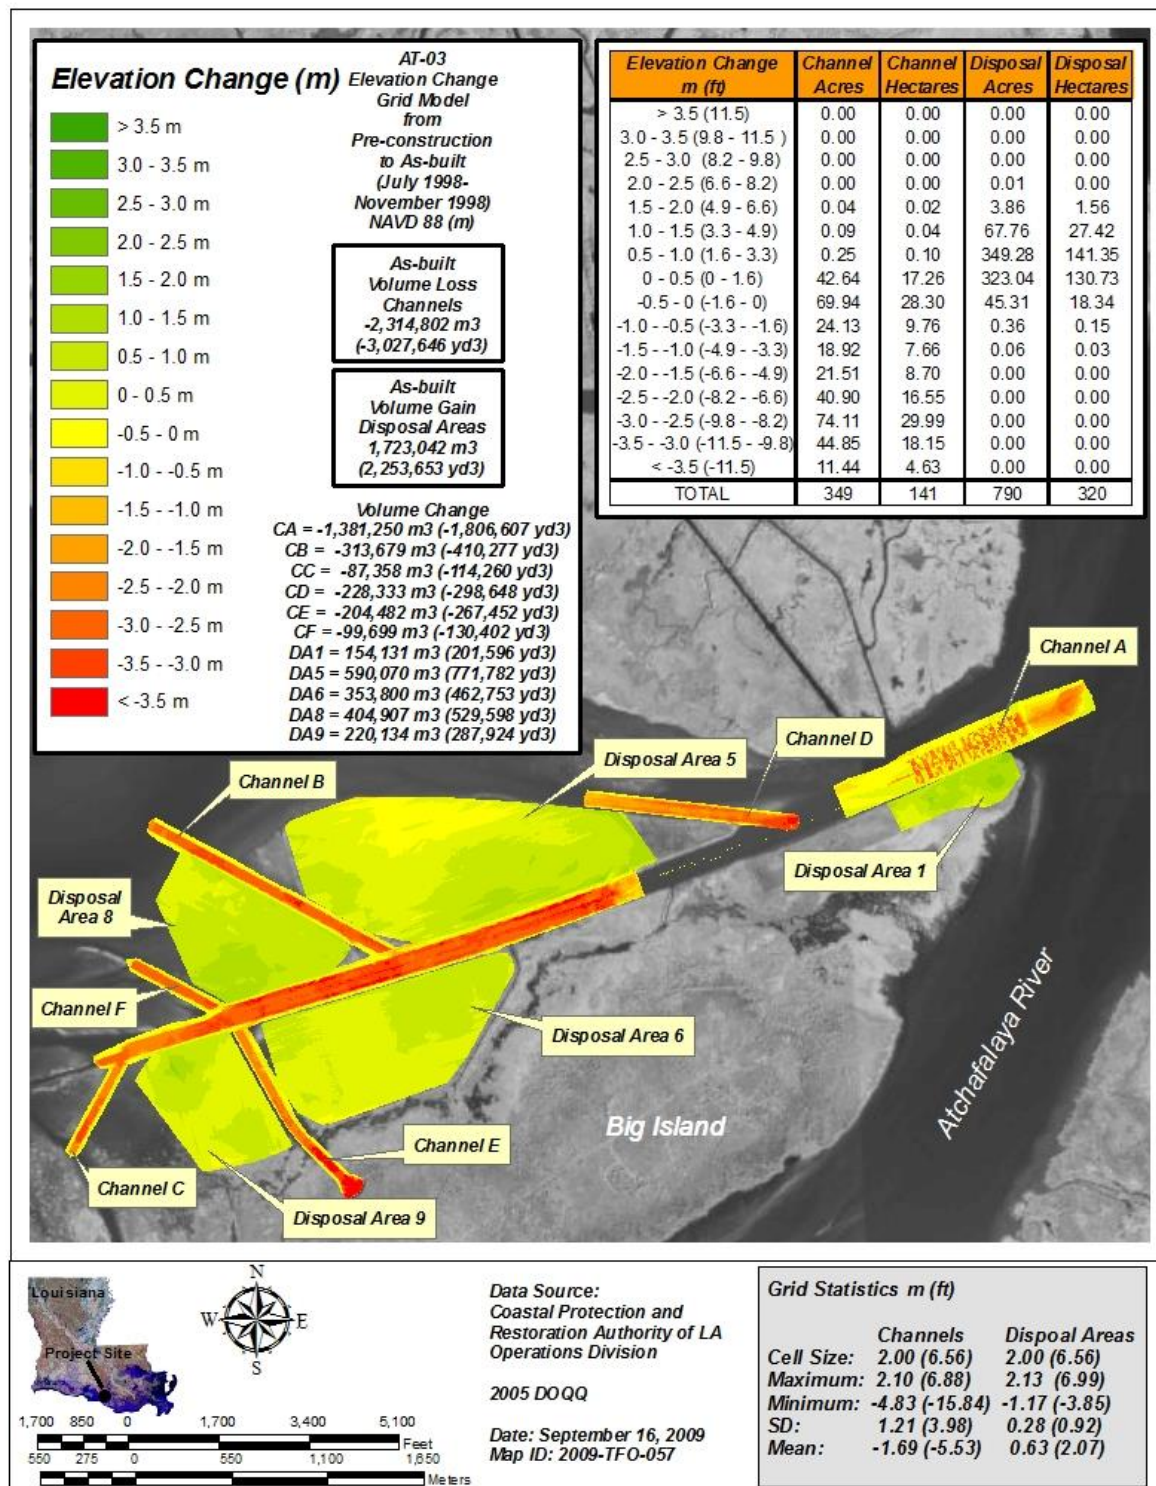 Elevation Change (m)
> 3.5 m
3.0 - 3.5 m
2.5 - 3.0 m
2.0 - 2.5 m
1.5 - 2.0 m
1.0 - 1.5 m
0.5 - 1.0 m
0 - 0.5 m
-0.5 - 0 m
-1.0 - -0.5 m
-1.5 - -1.0 m
-2.0 - -1.5 m
-2.5 - -2.0 m
-3.0 - -2.5 m
-3.5 - -3.0 m
< -3.5 m
AT-03
Elevation Change
Grid Model
from
Pre-construction
to As-built
(July 1998-
November 1998)
NAVD 88 (m)
As-built
Volume Loss
Channels
-2,314,802 m3
(-3,027,646 yd3)
As-built
Volume Gain
Disposal Areas
1,723,042 m3
(2,253,653 yd3)
Volume Change
CA = -1,381,250 m3 (-1,806,607 yd3)
CB = -313,679 m3 (-410,277 yd3)
CC = -87,358 m3 (-114,260 yd3)
CD = -228,333 m3 (-298,648 yd3)
CE = -204,482 m3 (-267,452 yd3)
CF = -99,699 m3 (-130,402 yd3)
DA1 = 154,131 m3 (201,596 yd3)
DA5 = 590,070 m3 (771,782 yd3)
DA6 = 353,800 m3 (462,753 yd3)
DA8 = 404,907 m3 (529,598 yd3)
DA9 = 220,134 m3 (287,924 yd3)
Elevation Change Channel Channel Disposal Disposal
m (ft) Acres Hectares Acres Hectares
> 3.5 (11.5) 0.00 0.00 0.00 0.00
3.0 - 3.5 (9.8 - 11.5 ) 0.00 0.00 0.00 0.00
2.5 - 3.0 (8.2 - 9.8) 0.00 0.00 0.00 0.00
2.0 - 2.5 (6.6 - 8.2) 0.00 0.00 0.01 0.00
1.5 - 2.0 (4.9 - 6.6) 0.04 0.02 3.86 1.56
1.0 - 1.5 (3.3 - 4.9) 0.09 0.04 67.76 27.42
0.5 - 1.0 (1.6 - 3.3) 0.25 0.10 349.28 141.35
0 - 0.5 (0 - 1.6) 42.64 17.26 323.04 130.73
-0.5 - 0 (-1.6 - 0) 69.94 28.30 45.31 18.34
-1.0 - -0.5 (-3.3 - -1.6) 24.13 9.76 0.36 0.15
-1.5 - -1.0 (-4.9 - -3.3) 18.92 7.66 0.06 0.03
-2.0 - -1.5 (-6.6 - -4.9) 21.51 8.70 0.00 0.00
-2.5 - -2.0 (-8.2 - -6.6) 40.90 16.55 0.00 0.00
-3.0 - -2.5 (-9.8 - -8.2) 74.11 29.99 0.00 0.00
-3.5 - -3.0 (-11.5 - -9.8) 44.85 18.15 0.00 0.00
< -3.5 (-11.5) 11.44 4.63 0.00 0.00
TOTAL 349 141 790 320
Channel A
Channel D
Disposal Area 5
Channel B
Disposal Area 1
Disposal
Area 8
Channel F
Disposal Area 6
Atchafalaya River
Big Island
Channel E
Channel C
Disposal Area 9
Louisiana
Project Site
N
W E
S
1,700 850 0 1,700 3,400 5,100
Feet
550 275 0 550 1,100 1,650
Meters
Data Source:
Coastal Protection and
Restoration Authority of LA
Operations Division
2005 DOQQ
Date: September 16, 2009
Map ID: 2009-TFO-057
Grid Statistics m (ft)
Channels Dispoal Areas
Cell Size: 2.00 (6.56) 2.00 (6.56)
Maximum: 2.10 (6.88) 2.13 (6.99)
Minimum: -4.83 (-15.84) -1.17 (-3.85)
SD: 1.21 (3.98) 0.28 (0.92)
Mean: -1.69 (-5.53) 0.63 (2.07)